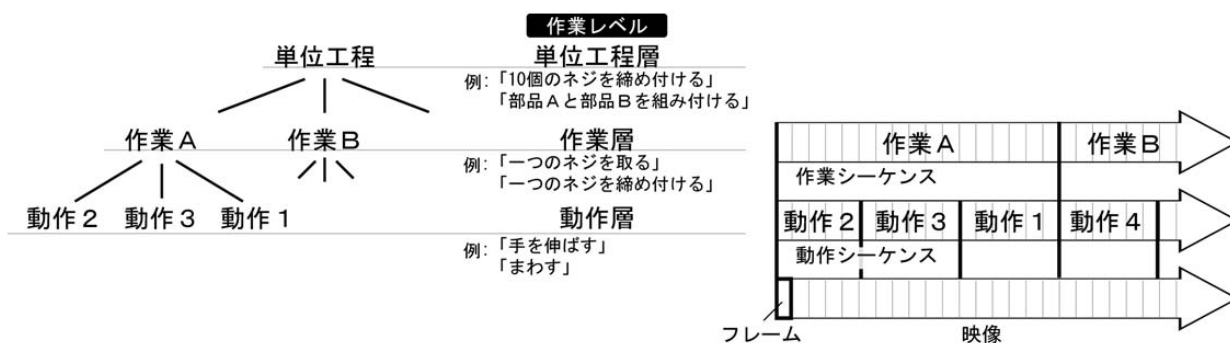 作業レベル
単位工程
単位工程層
例:「10個のネジを締め付ける」
「部品Aと部品Bを組み付ける」
作業A
作業B
作業層
例:「一つのネジを取る」
「一つのネジを締め付ける」
動作2
動作3
動作1
動作層
例:「手を伸ばす」
「まわす」
作業A
作業B
作業シーケンス
動作2
動作3
動作1
動作4
動作シーケンス
フレーム
映像